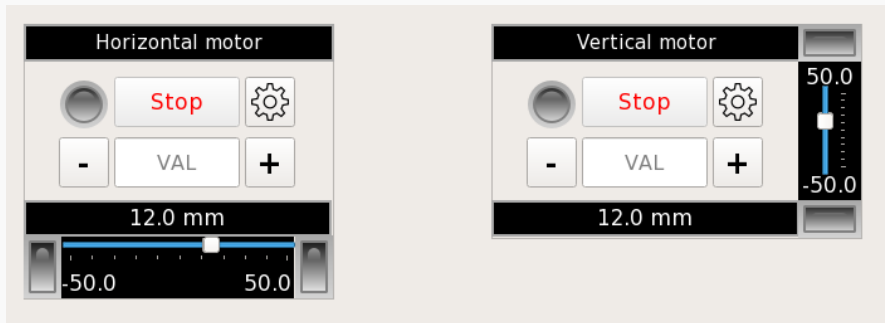 Horizontal motor
Stop
- VAL +
12.0 mm
-50.0 50.0
Vertical motor
50.0
Stop
- VAL +
-50.0
12.0 mm